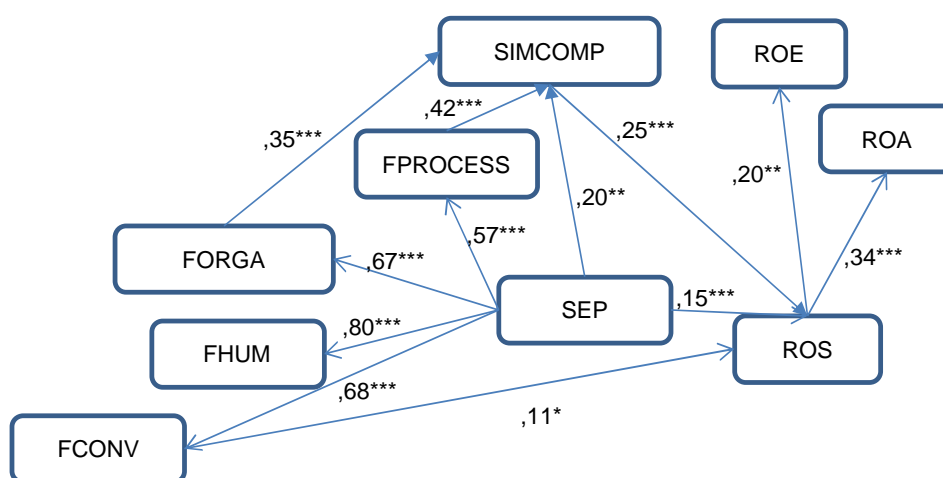 SIMCOMP
ROE
,42***
,25***
ROA
,35***
FPROCESS
,20**
,20**
,57***
FORGA
,67***
,34***
SEP
,15***
,80***
FHUM
ROS
,68***
,11*
FCONV